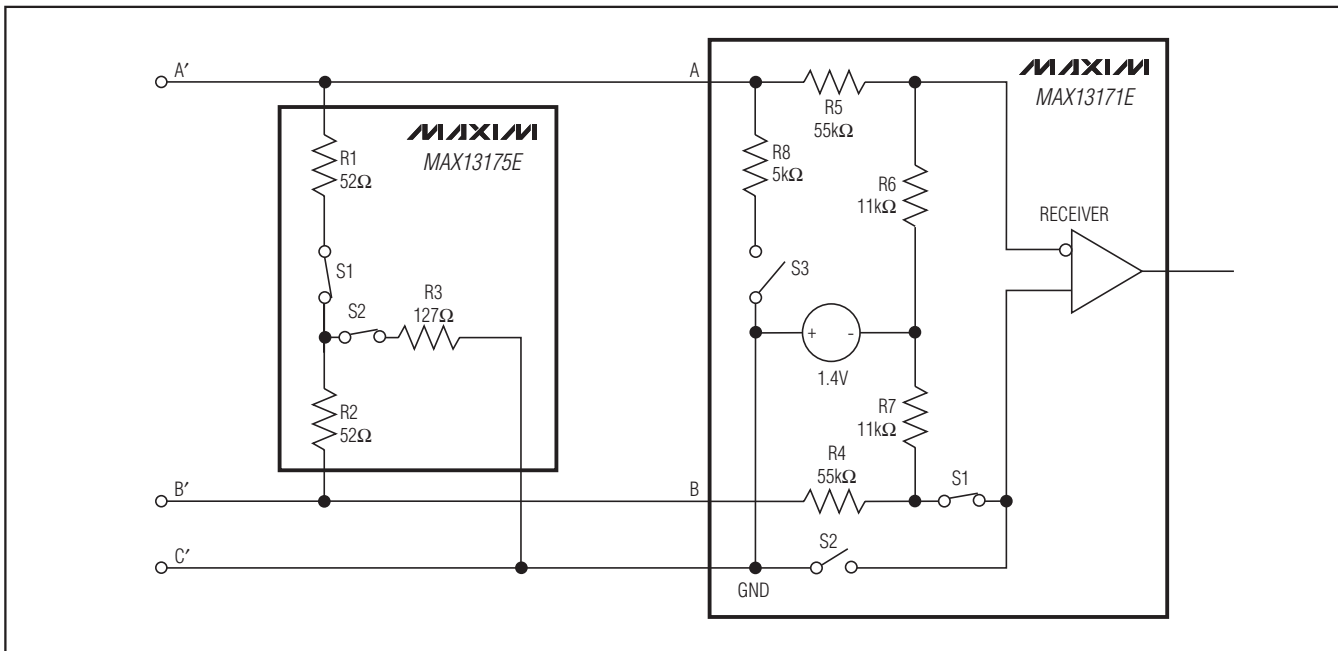 A′
A
MAXIM
MAX13175E
R1
52Ω
S1
S2
R3
127Ω
R2
52Ω
B′
B
C′
MAXIM
MAX13171E
R5
55kΩ
R8
5kΩ
R6
11kΩ
RECEIVER
S3
+ -
1.4V
R7
11kΩ
R4
55kΩ
S1
S2
GND